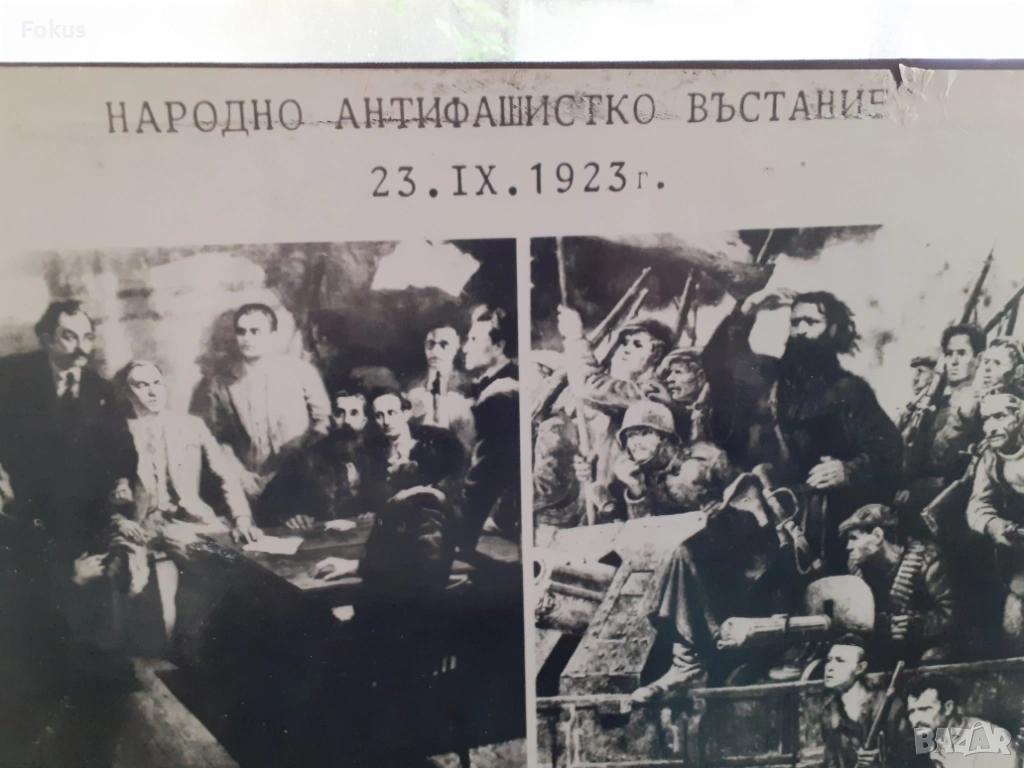 Fokus
НАРОДНО АНТИФАШИСТКО ВЪСТАНИЕ
23.IX.1923г.
BAZAR